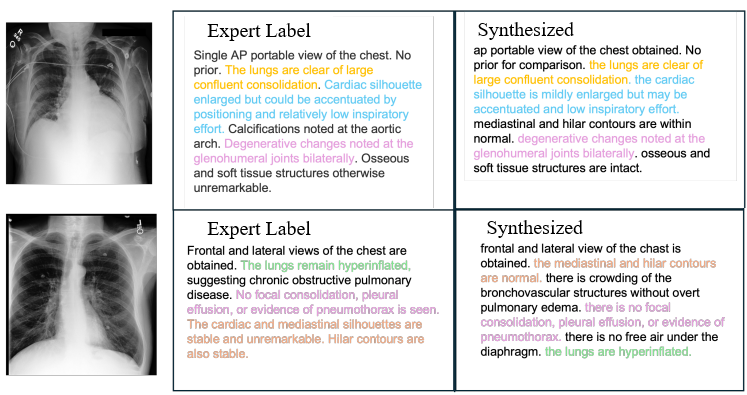 Expert Label
Single AP portable view of the chest. No
prior. The lungs are clear of large
confluent consolidation. Cardiac silhouette
enlarged but could be accentuated by
positioning and relatively low inspiratory
effort. Calcifications noted at the aortic
arch. Degenerative changes noted at the
glenohumeral joints bilaterally. Osseous
and soft tissue structures otherwise
unremarkable.
Synthesized
ap portable view of the chest obtained. No
prior for comparison. the lungs are clear of
large confluent consolidation. the cardiac
silhouette is mildly enlarged but may be
accentuated and low inspiratory effort.
mediastinal and hilar contours are within
normal. degenerative changes noted at the
glenohumeral joints bilaterally. osseous and
soft tissue structures are intact.
Expert Label
Frontal and lateral views of the chest are
obtained. The lungs remain hyperinflated,
suggesting chronic obstructive pulmonary
disease. No focal consolidation, pleural
effusion, or evidence of pneumothorax is seen.
The cardiac and mediastinal silhouettes are
stable and unremarkable. Hilar contours are
also stable.
Synthesized
frontal and lateral view of the chast is
obtained. the mediastinal and hilar contours
are normal. there is crowding of the
bronchovascular structures without overt
pulmonary edema. there is no focal
consolidation, pleural effusion, or evidence of
pneumothorax. there is no free air under the
diaphragm. the lungs are hyperinflated.